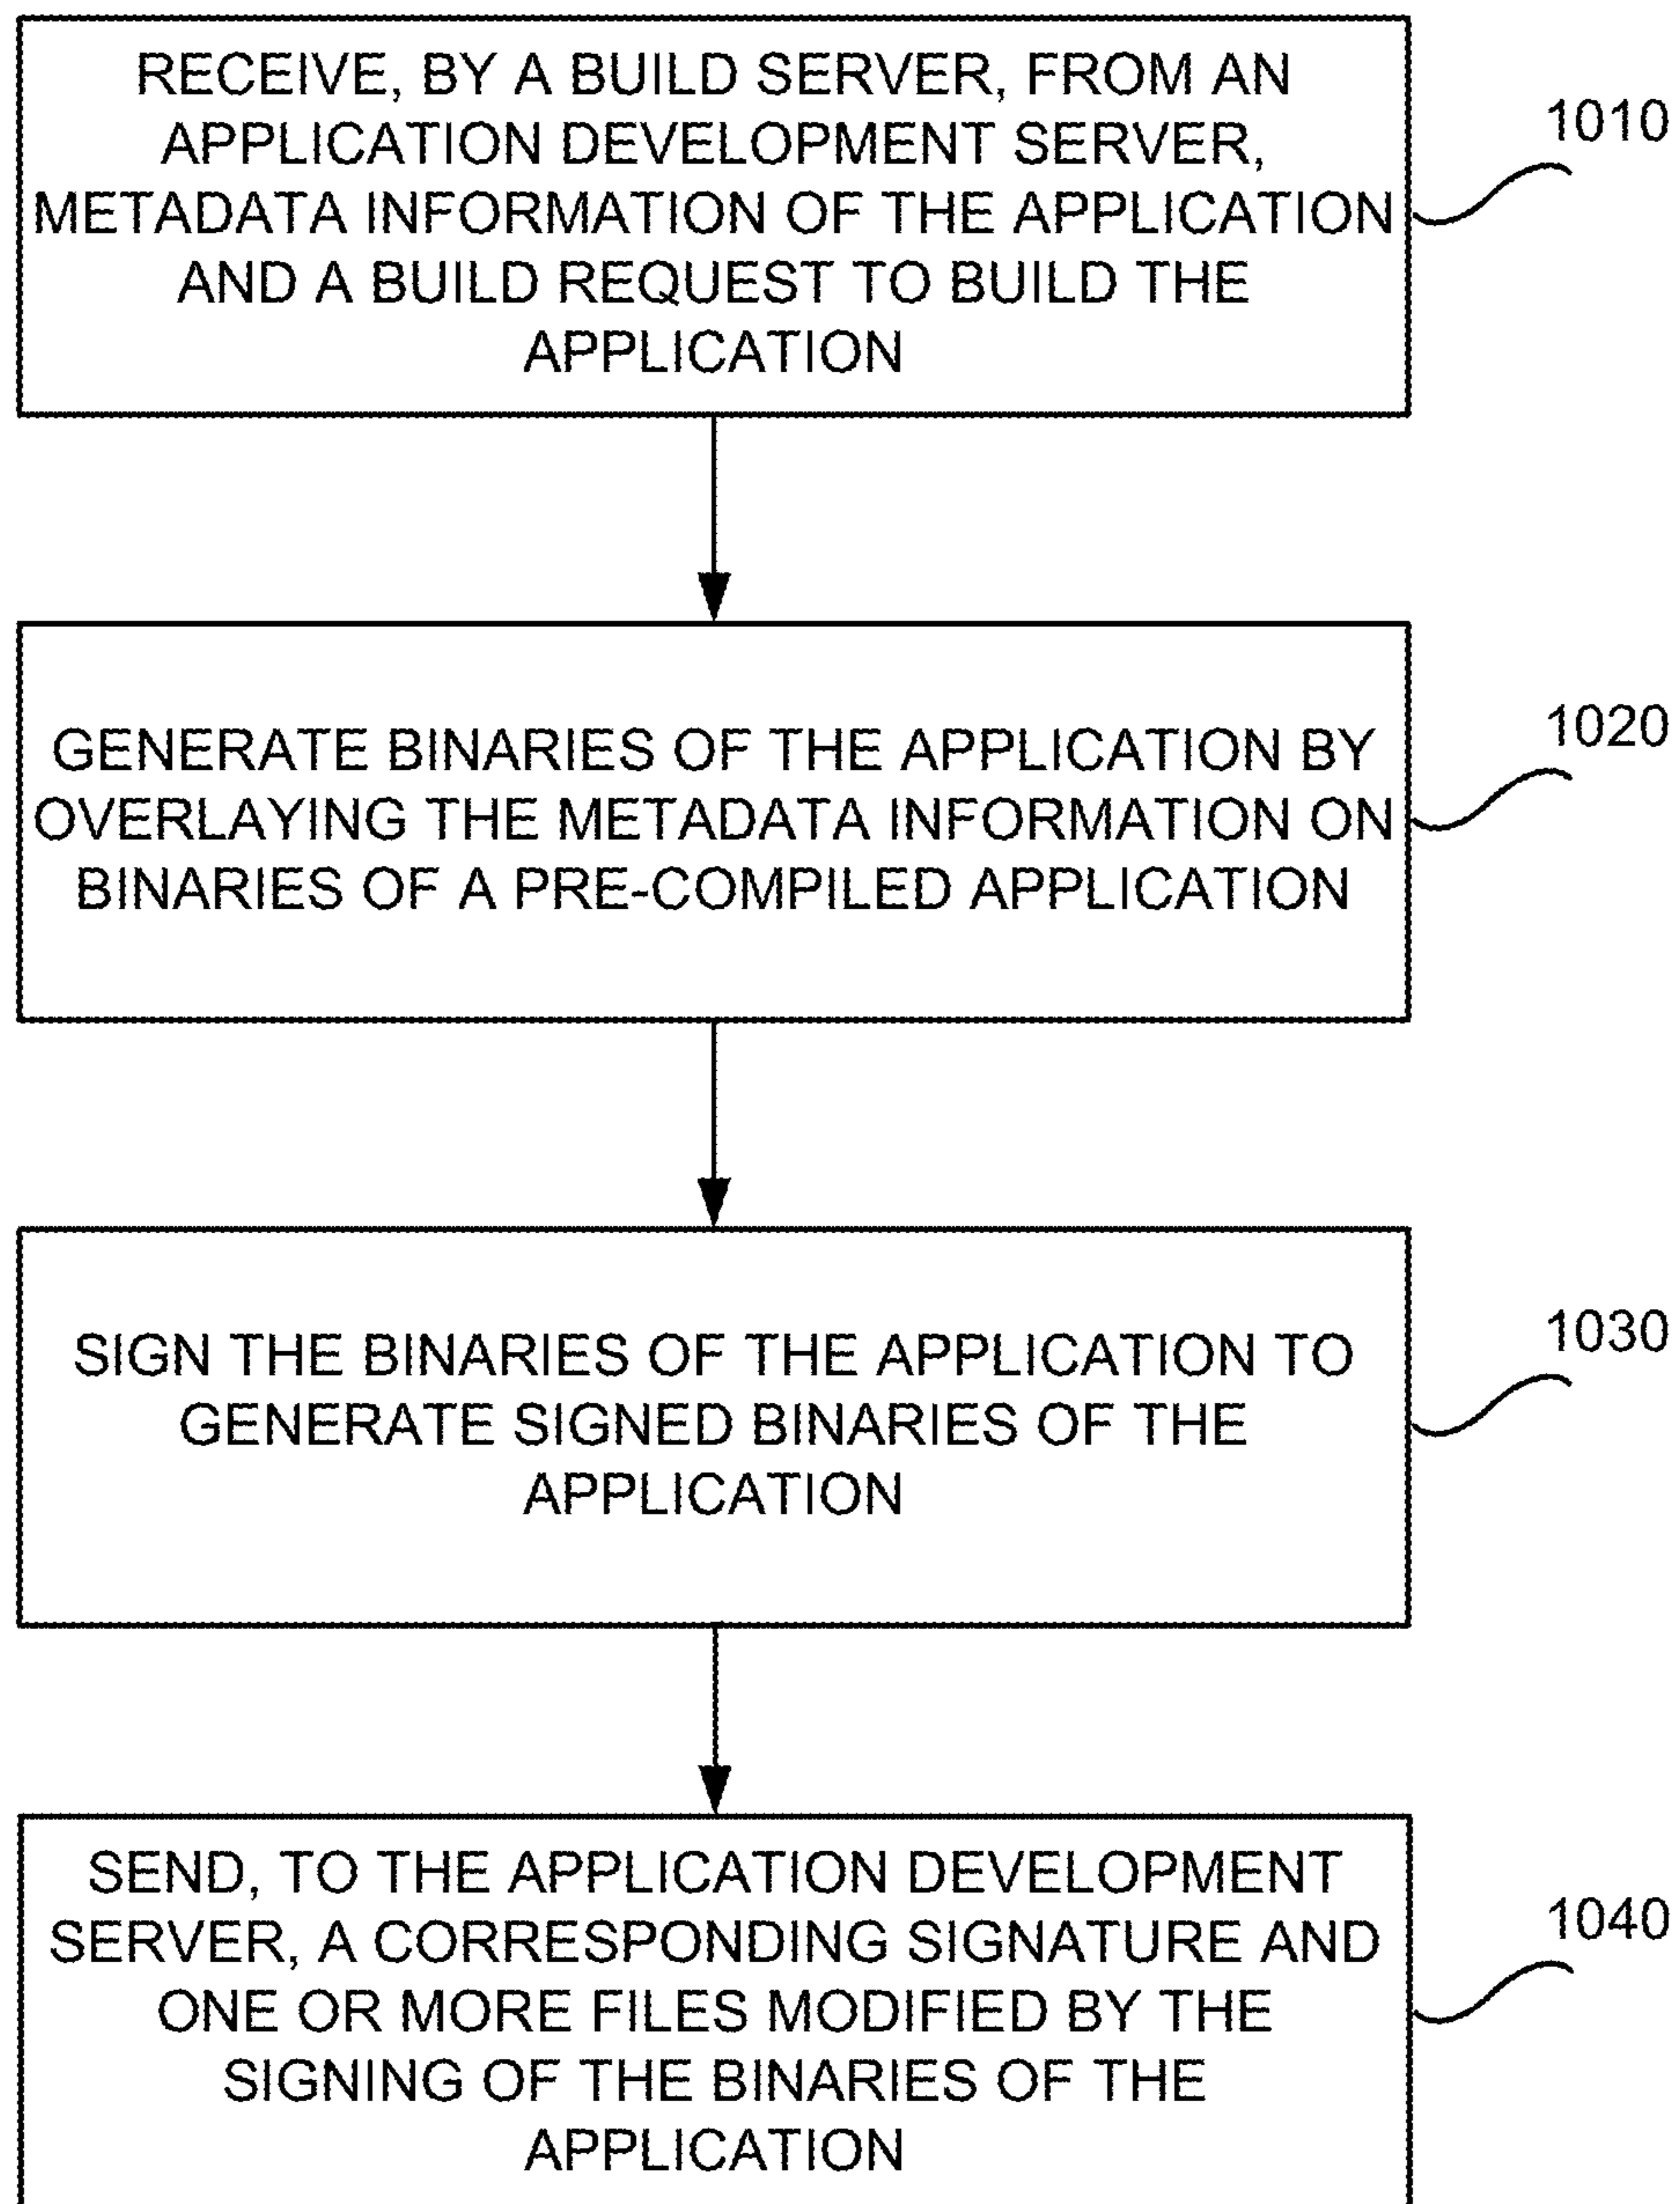 RECEIVE, BY A BUILD SERVER, FROM AN
APPLICATION DEVELOPMENT SERVER,
METADATA INFORMATION OF THE APPLICATION
AND A BUILD REQUEST TO BUILD THE
APPLICATION
1010
GENERATE BINARIES OF THE APPLICATION BY
OVERLAYING THE METADATA INFORMATION ON
BINARIES OF A PRE-COMPILED APPLICATION
1020
SIGN THE BINARIES OF THE APPLICATION TO
GENERATE SIGNED BINARIES OF THE
APPLICATION
1030
SEND, TO THE APPLICATION DEVELOPMENT
SERVER, A CORRESPONDING SIGNATURE AND
ONE OR MORE FILES MODIFIED BY THE
SIGNING OF THE BINARIES OF THE
APPLICATION
1040